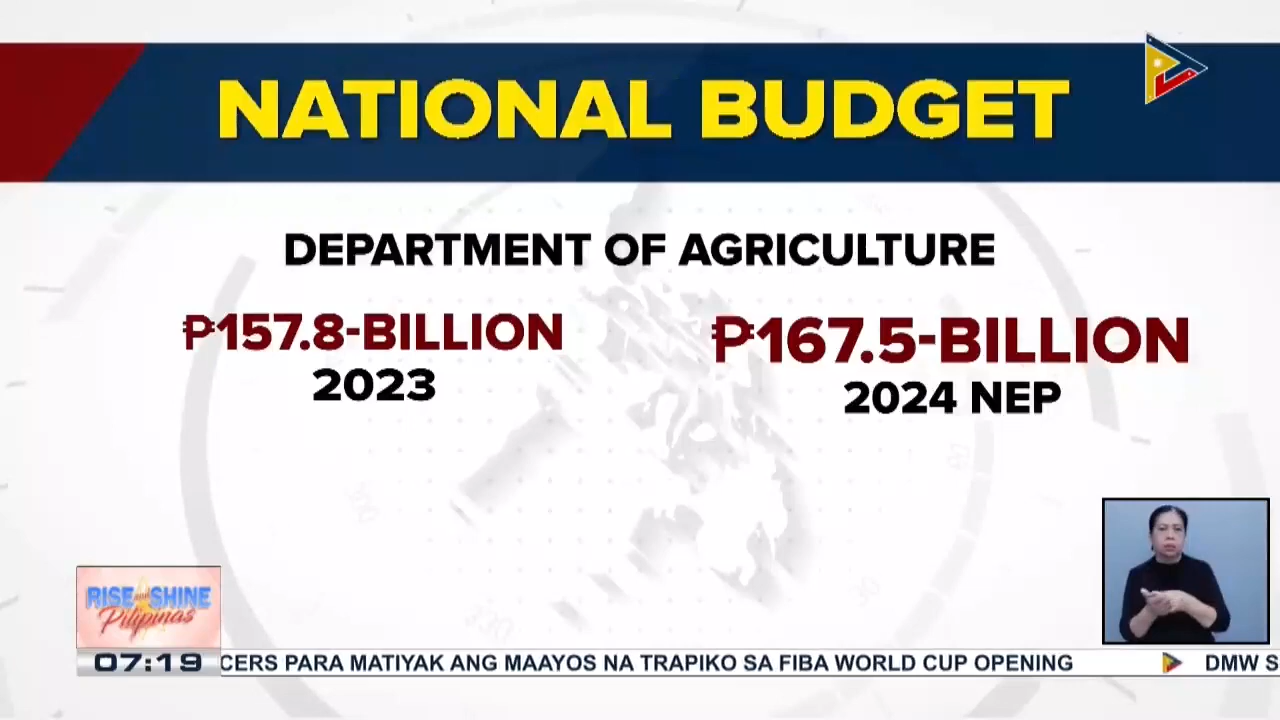 NATIONAL BUDGET
DEPARTMENT OF AGRICULTURE
₱157.8-BILLION
2023
₱167.5-BILLION
2024 NEP
RISE and SHINE
Pilipinas
07:19
CERS PARA MATIYAK ANG MAAYOS NA TRAPIKO SA FIBA WORLD CUP OPENING
DMW S